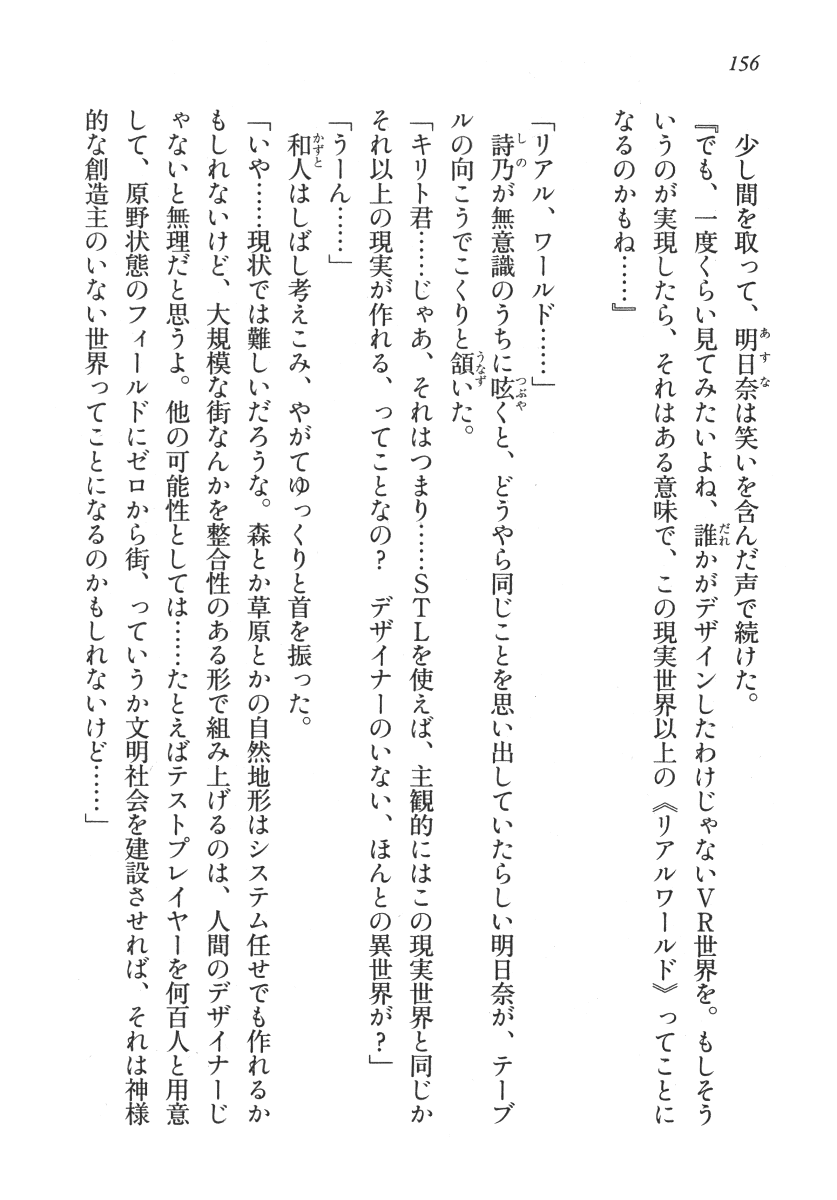 156
少し間を取って、明日奈は笑いを含んだ声で続けた。
『でも、一度くらい見てみたいよね、誰かがデザインしたわけじゃないVR世界を。もしそう
いうのが実現したら、それはある意味で、この現実世界以上の《リアルワールド》ってことに
なるのかもね……』
「リアル、ワールド……」
詩乃が無意識のうちに呟くと、どうやら同じことを思い出していたらしい明日奈が、テーブ
ルの向こうでこくりと頷いた。
「キリト君……じゃあ、それはつまり……STLを使えば、主観的にはこの現実世界と同じか
それ以上の現実が作れる、ってことなの? デザイナーのいない、ほんとの異世界が?」
「うーん……」
和人はしばし考えこみ、やがてゆっくりと首を振った。
「いや……現状では難しいだろうな。森とか草原とかの自然地形はシステム任せでも作れるか
もしれないけど、大規模な街なんかを整合性のある形で組み上げるのは、人間のデザイナーじ
ゃないと無理だと思うよ。他の可能性としては……たとえばテストプレイヤーを何百人と用意
して、原野状態のフィールドにゼロから街、っていうか文明社会を建設させれば、それは神様
的な創造主のいない世界ってことになるのかもしれないけど……」